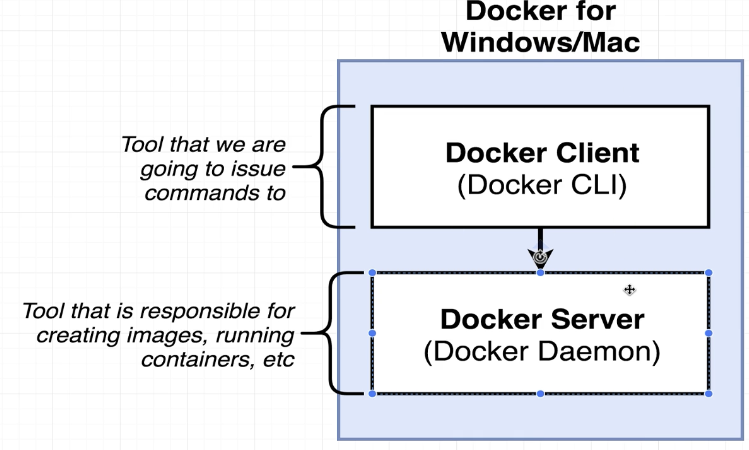 Docker for
Windows/Mac
Tool that we are
going to issue
commands to
Docker Client
(Docker CLI)
Tool that is responsible for
creating images, running
containers, etc
Docker Server
(Docker Daemon)